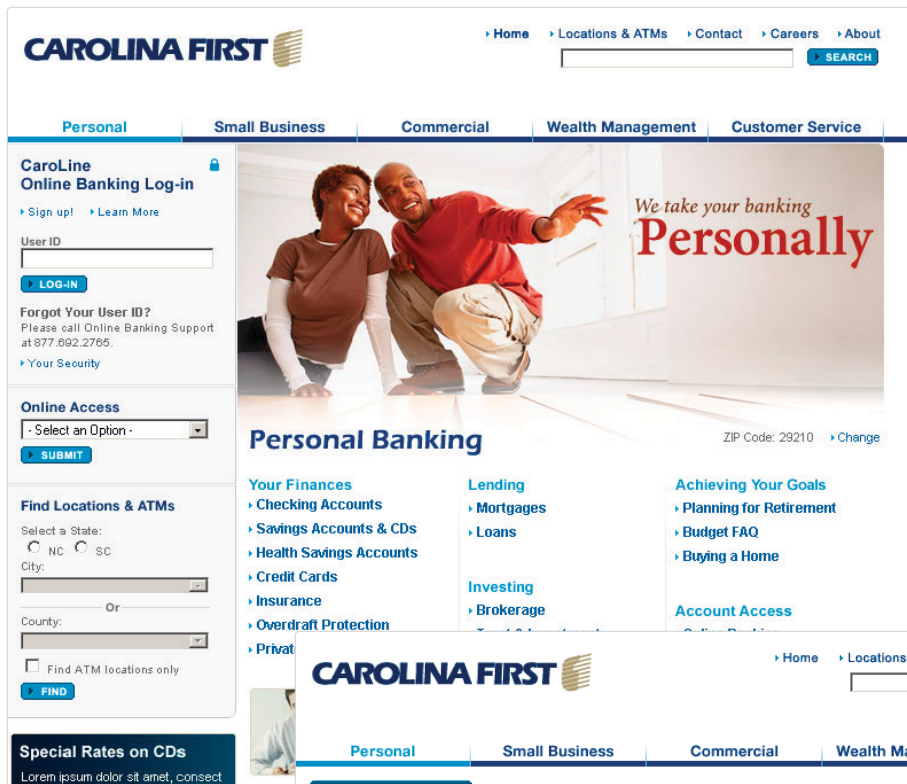 CAROLINA FIRST
Home Locations & ATMs Contact Careers About
SEARCH
Personal Small Business Commercial Wealth Management Customer Service
CaroLine
Online Banking Log-in
Sign up! Learn More
User ID
LOG-IN
Forgot Your User ID?
Please call Online Banking Support
at 877.692.2765.
Your Security
Online Access
- Select an Option -
SUBMIT
Find Locations & ATMs
Select a State:
NC SC
City:
Or
County:
Find ATM locations only
FIND
Special Rates on CDs
Lorem ipsum dolor sit amet, consect
We take your banking
Personally
Personal Banking
ZIP Code: 29210 Change
Your Finances
Checking Accounts
Savings Accounts & CDs
Health Savings Accounts
Credit Cards
Insurance
Overdraft Protection
Privat
Lending
Mortgages
Loans
Investing
Brokerage
Achieving Your Goals
Planning for Retirement
Budget FAQ
Buying a Home
Account Access
CAROLINA FIRST
Home Locations
Personal Small Business Commercial Wealth Ma